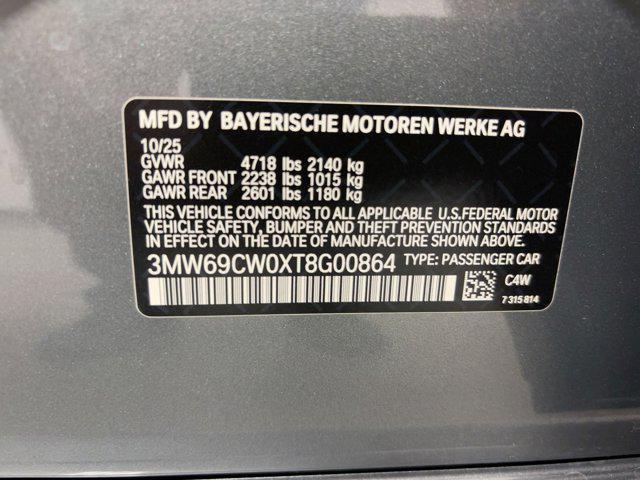 MFD BY BAYERISCHE MOTOREN WERKE AG
10/25
GVWR 4718 lbs 2140 kg
GAWR FRONT 2238 lbs 1015 kg
GAWR REAR 2601 lbs 1180 kg
THIS VEHICLE CONFORMS TO ALL APPLICABLE U.S.FEDERAL MOTOR
VEHICLE SAFETY, BUMPER AND THEFT PREVENTION STANDARDS
IN EFFECT ON THE DATE OF MANUFACTURE SHOWN ABOVE.
3MW69CW0XT8G00864 TYPE: PASSENGER CAR
C4W
7 315 814